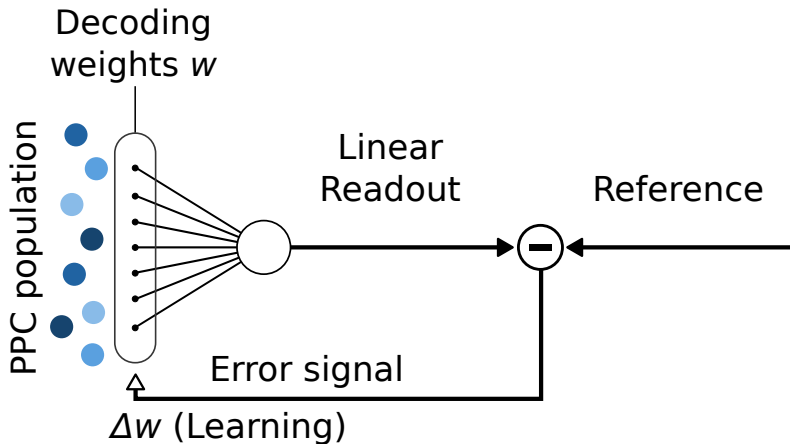 Decoding
weights w
PPC population
Linear
Readout
Reference
Error signal
Δw (Learning)